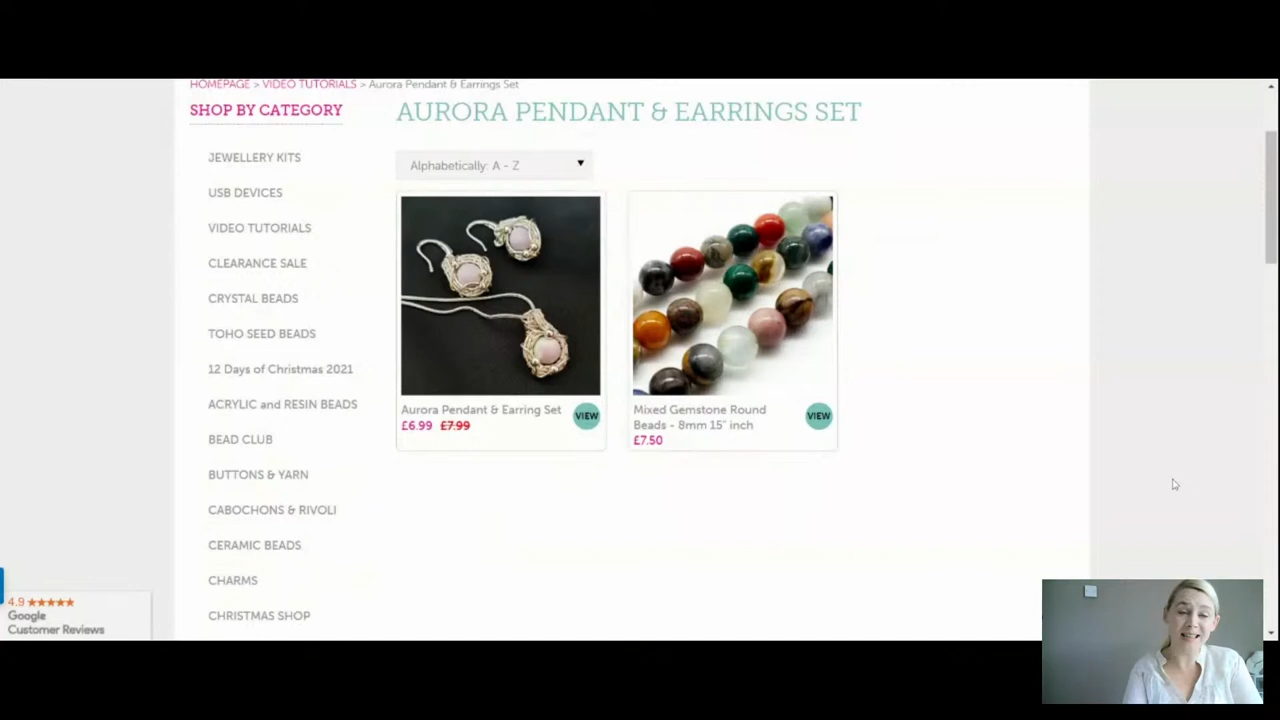 HOMEPAGE > VIDEO TUTORIALS > Aurora Pendant & Earrings Set
SHOP BY CATEGORY
AURORA PENDANT & EARRINGS SET
Alphabetically: A - Z
JEWELLERY KITS
USB DEVICES
VIDEO TUTORIALS
CLEARANCE SALE
CRYSTAL BEADS
TOHO SEED BEADS
12 Days of Christmas 2021
ACRYLIC and RESIN BEADS
BEAD CLUB
BUTTONS & YARN
CABOCHONS & RIVOLI
CERAMIC BEADS
CHARMS
CHRISTMAS SHOP
Aurora Pendant & Earring Set
£6.99 £7.99
VIEW
Mixed Gemstone Round
Beads - 8mm 15" inch
£7.50
VIEW
4.9
Google
Customer Reviews